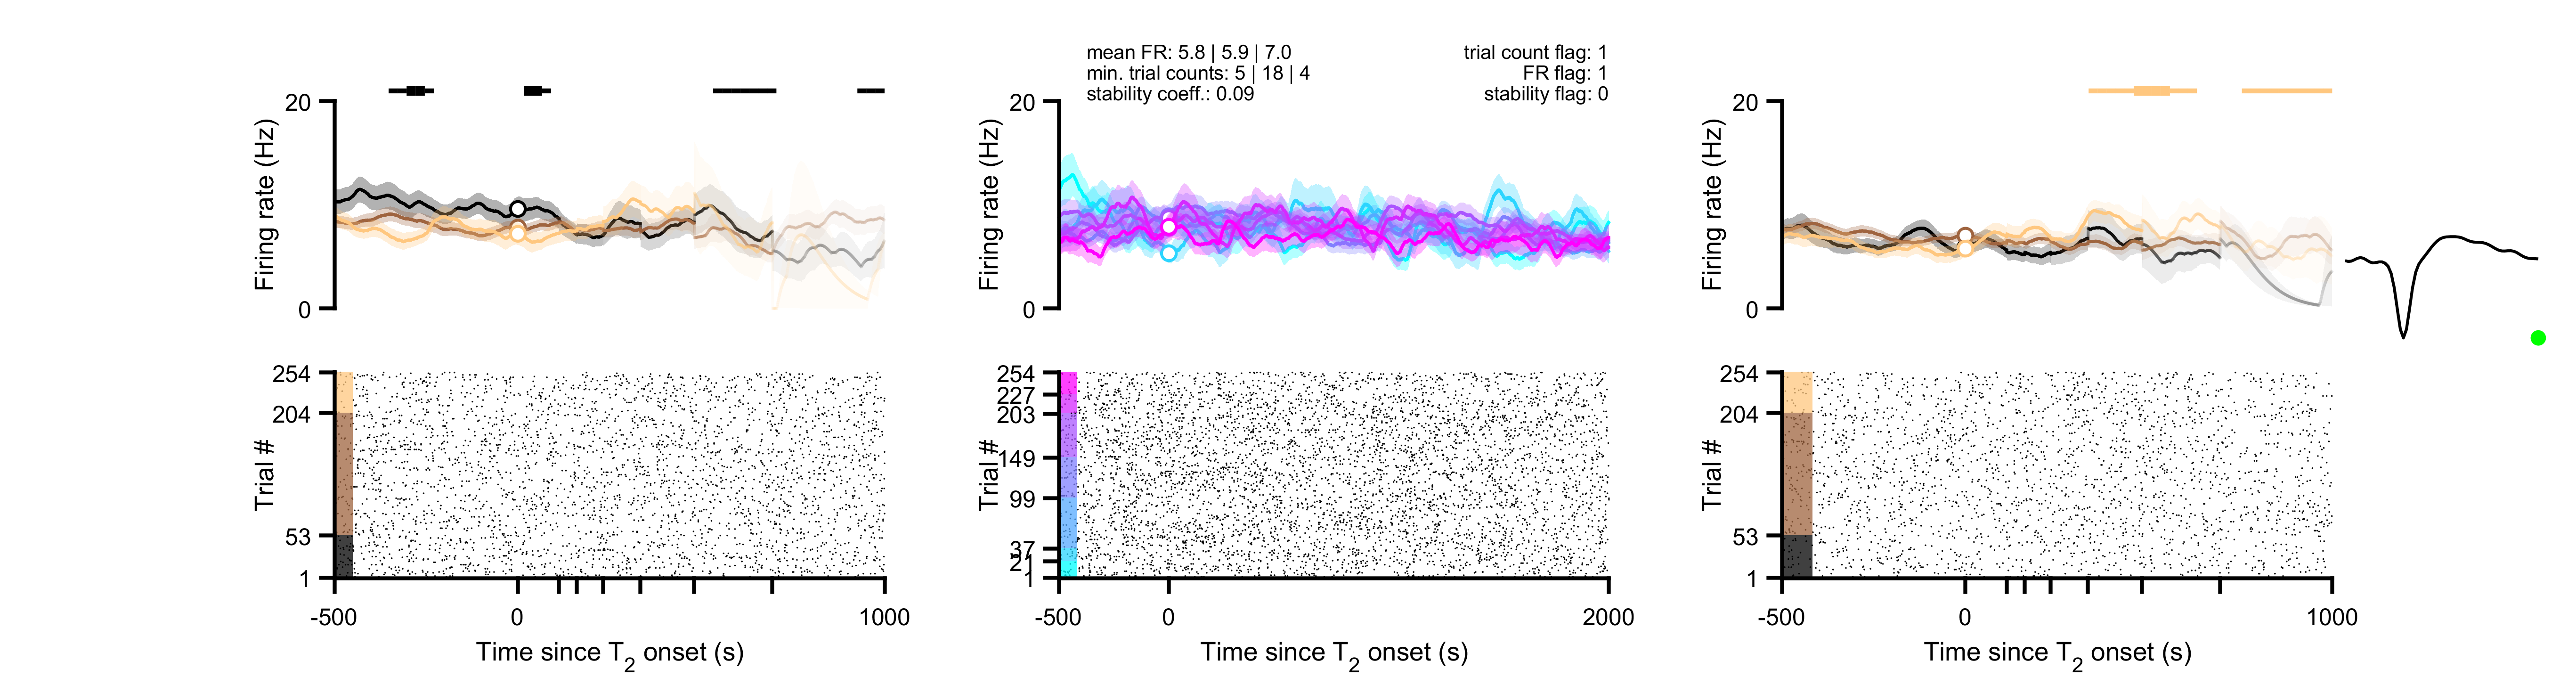 mean FR: 5.8 | 5.9 | 7.0
min. trial counts: 5 | 18 | 4
stability coeff.: 0.09
trial count flag: 1
FR flag: 1
stability flag: 0
20
0
Firing rate (Hz)
254
204
53
1
Trial #
-500
0
1000
Time since T2 onset (s)
20
0
Firing rate (Hz)
254
227
203
149
99
37
21
1
Trial #
-500
0
2000
Time since T2 onset (s)
20
0
Firing rate (Hz)
254
204
53
1
Trial #
-500
0
1000
Time since T2 onset (s)